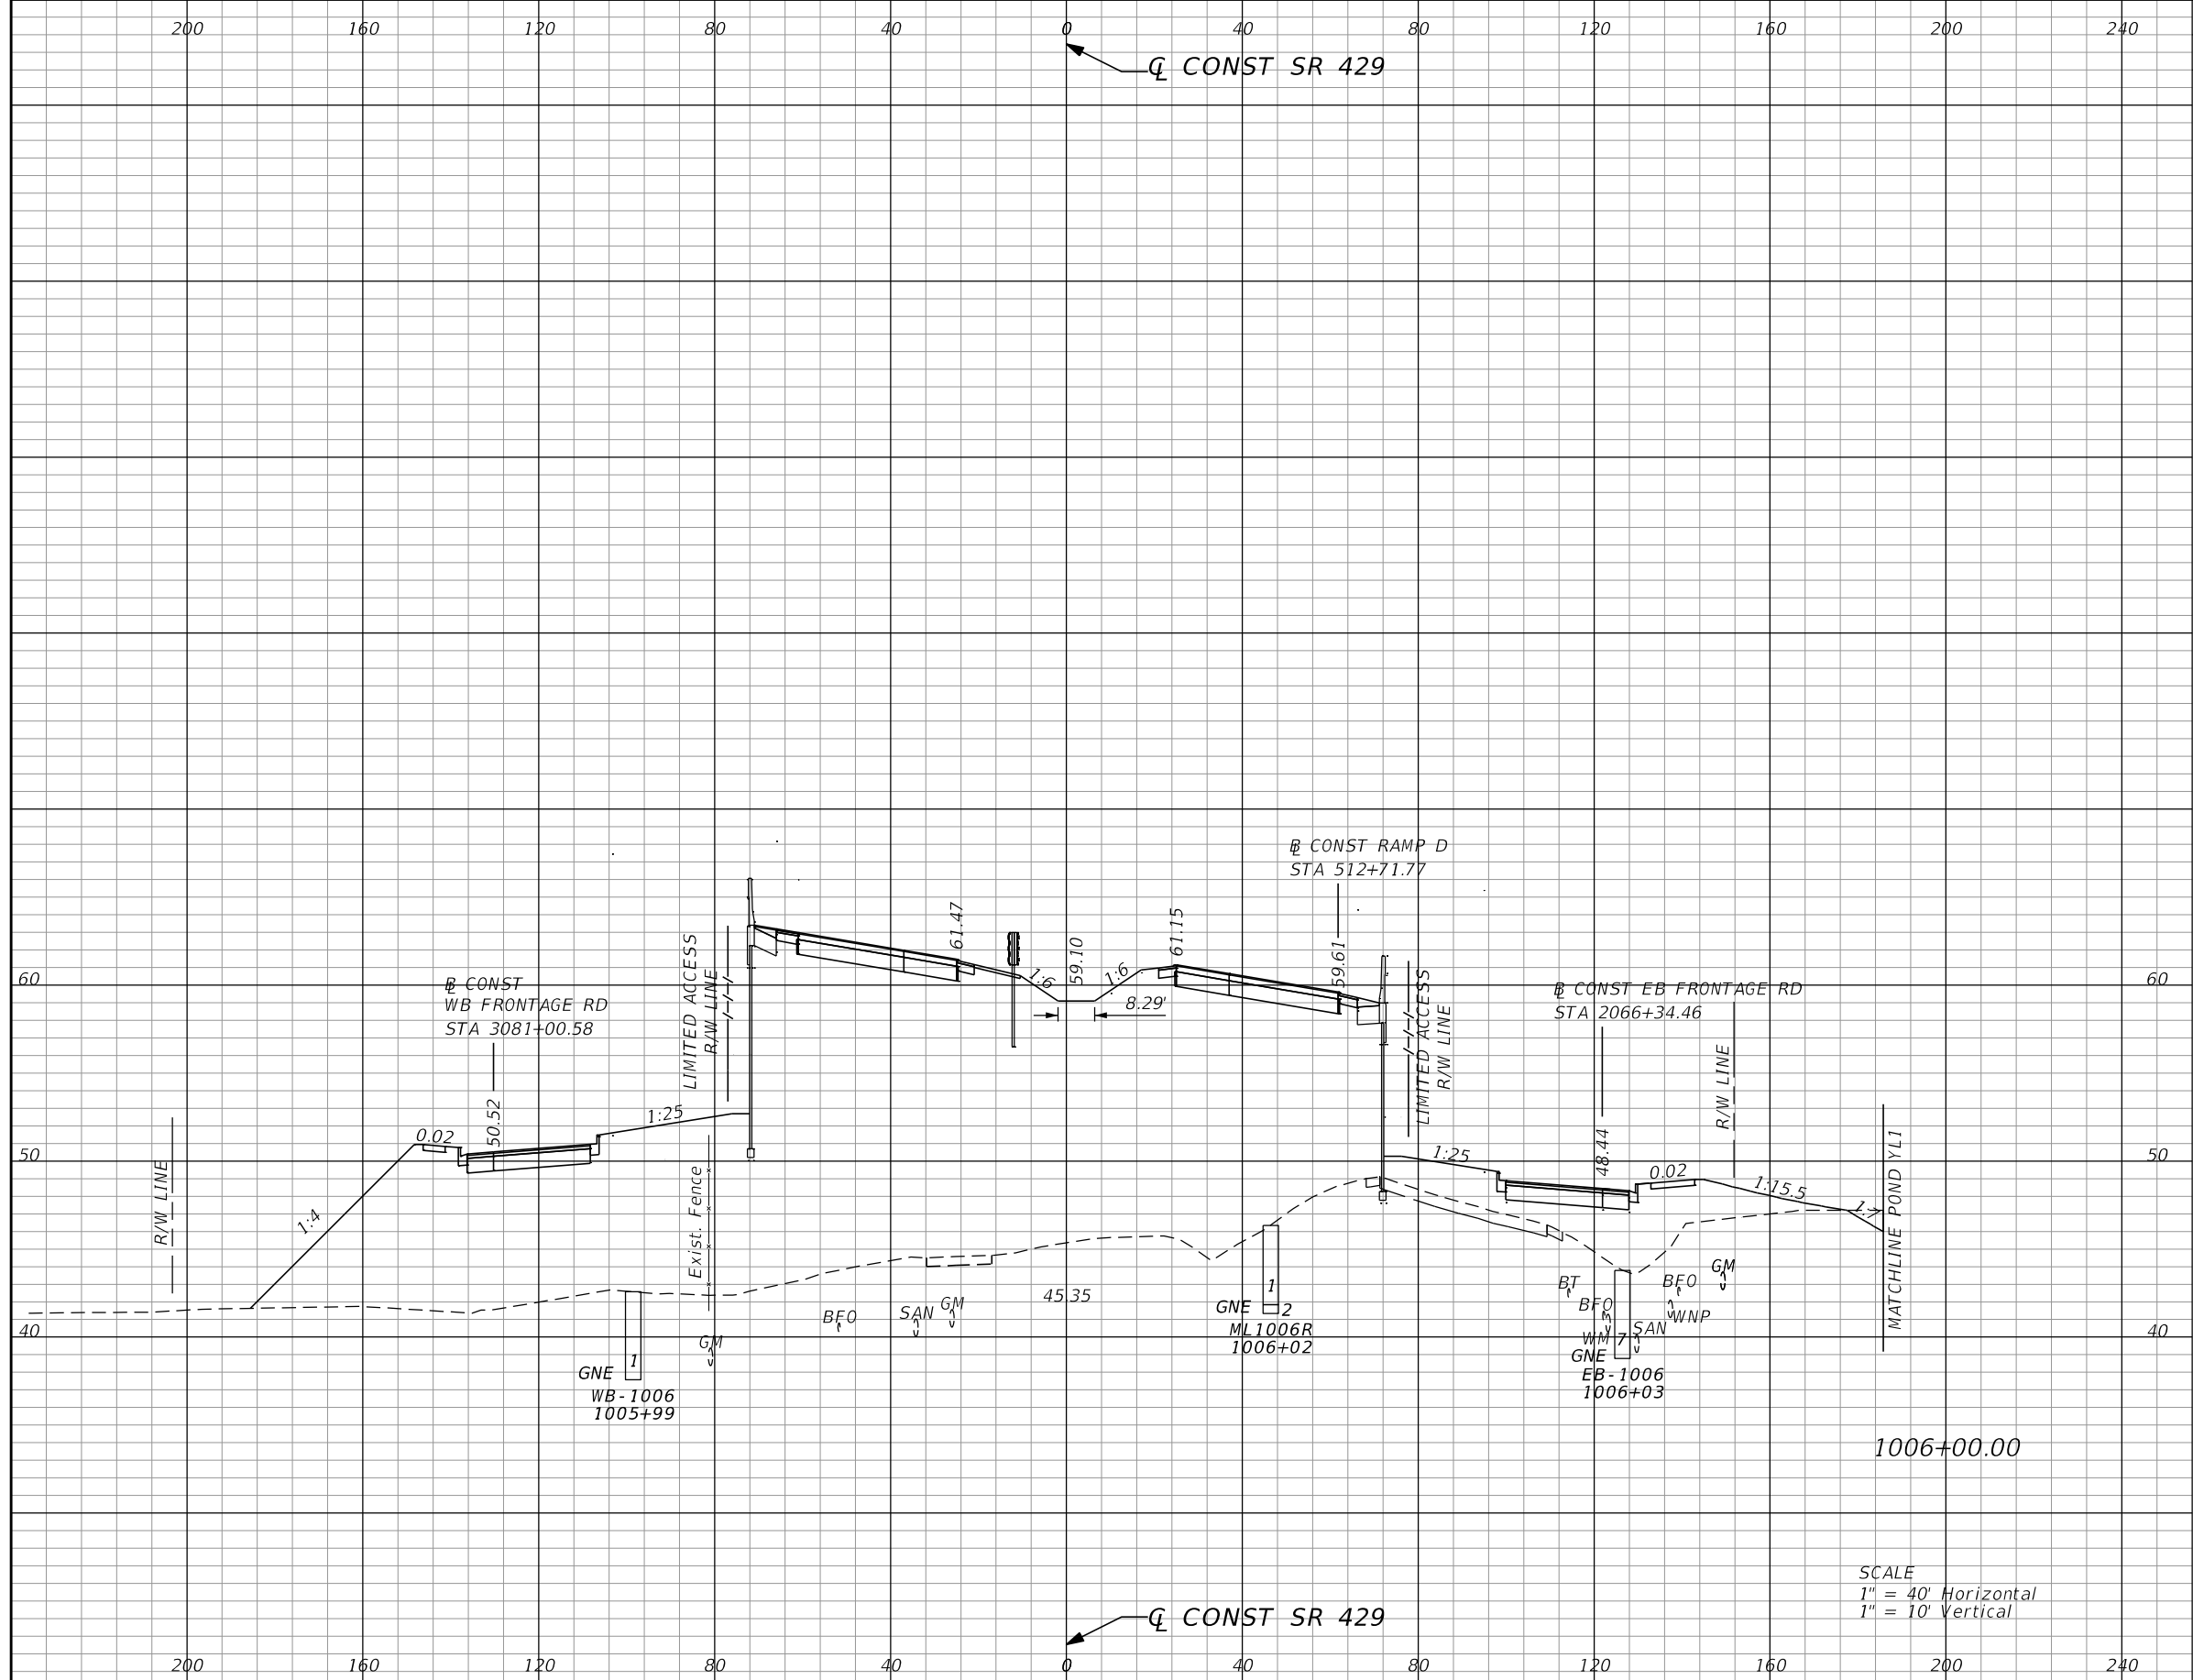 200 160 120 80 40 0 40 80 120 160 200 240
℄ CONST SR 429
B̵L CONST RAMP D
STA 512+71.77
61.47
61.15
59.10
59.61
1:6
1:6
8.29'
60
60
B̵L CONST
WB FRONTAGE RD
STA 3081+00.58
LIMITED ACCESS
R/W LINE
LIMITED ACCESS
R/W LINE
B̵L CONST EB FRONTAGE RD
STA 2066+34.46
R/W LINE
50.52
0.02
1:25
50
50
R/W LINE
1:4
Exist. Fence
1:25
48.44
0.02
1:15.5
MATCHLINE POND YL1
45.35
BFO
SAN
GM
GM
1
GNE
2
ML1006R
1006+02
BT
BFO
BFO
GM
WNP
SAN
WM
3
7
GNE
EB-1006
1006+03
40
40
1
GNE
WB-1006
1005+99
1006+00.00
SCALE
1" = 40' Horizontal
1" = 10' Vertical
℄ CONST SR 429
200 160 120 80 40 0 40 80 120 160 200 240